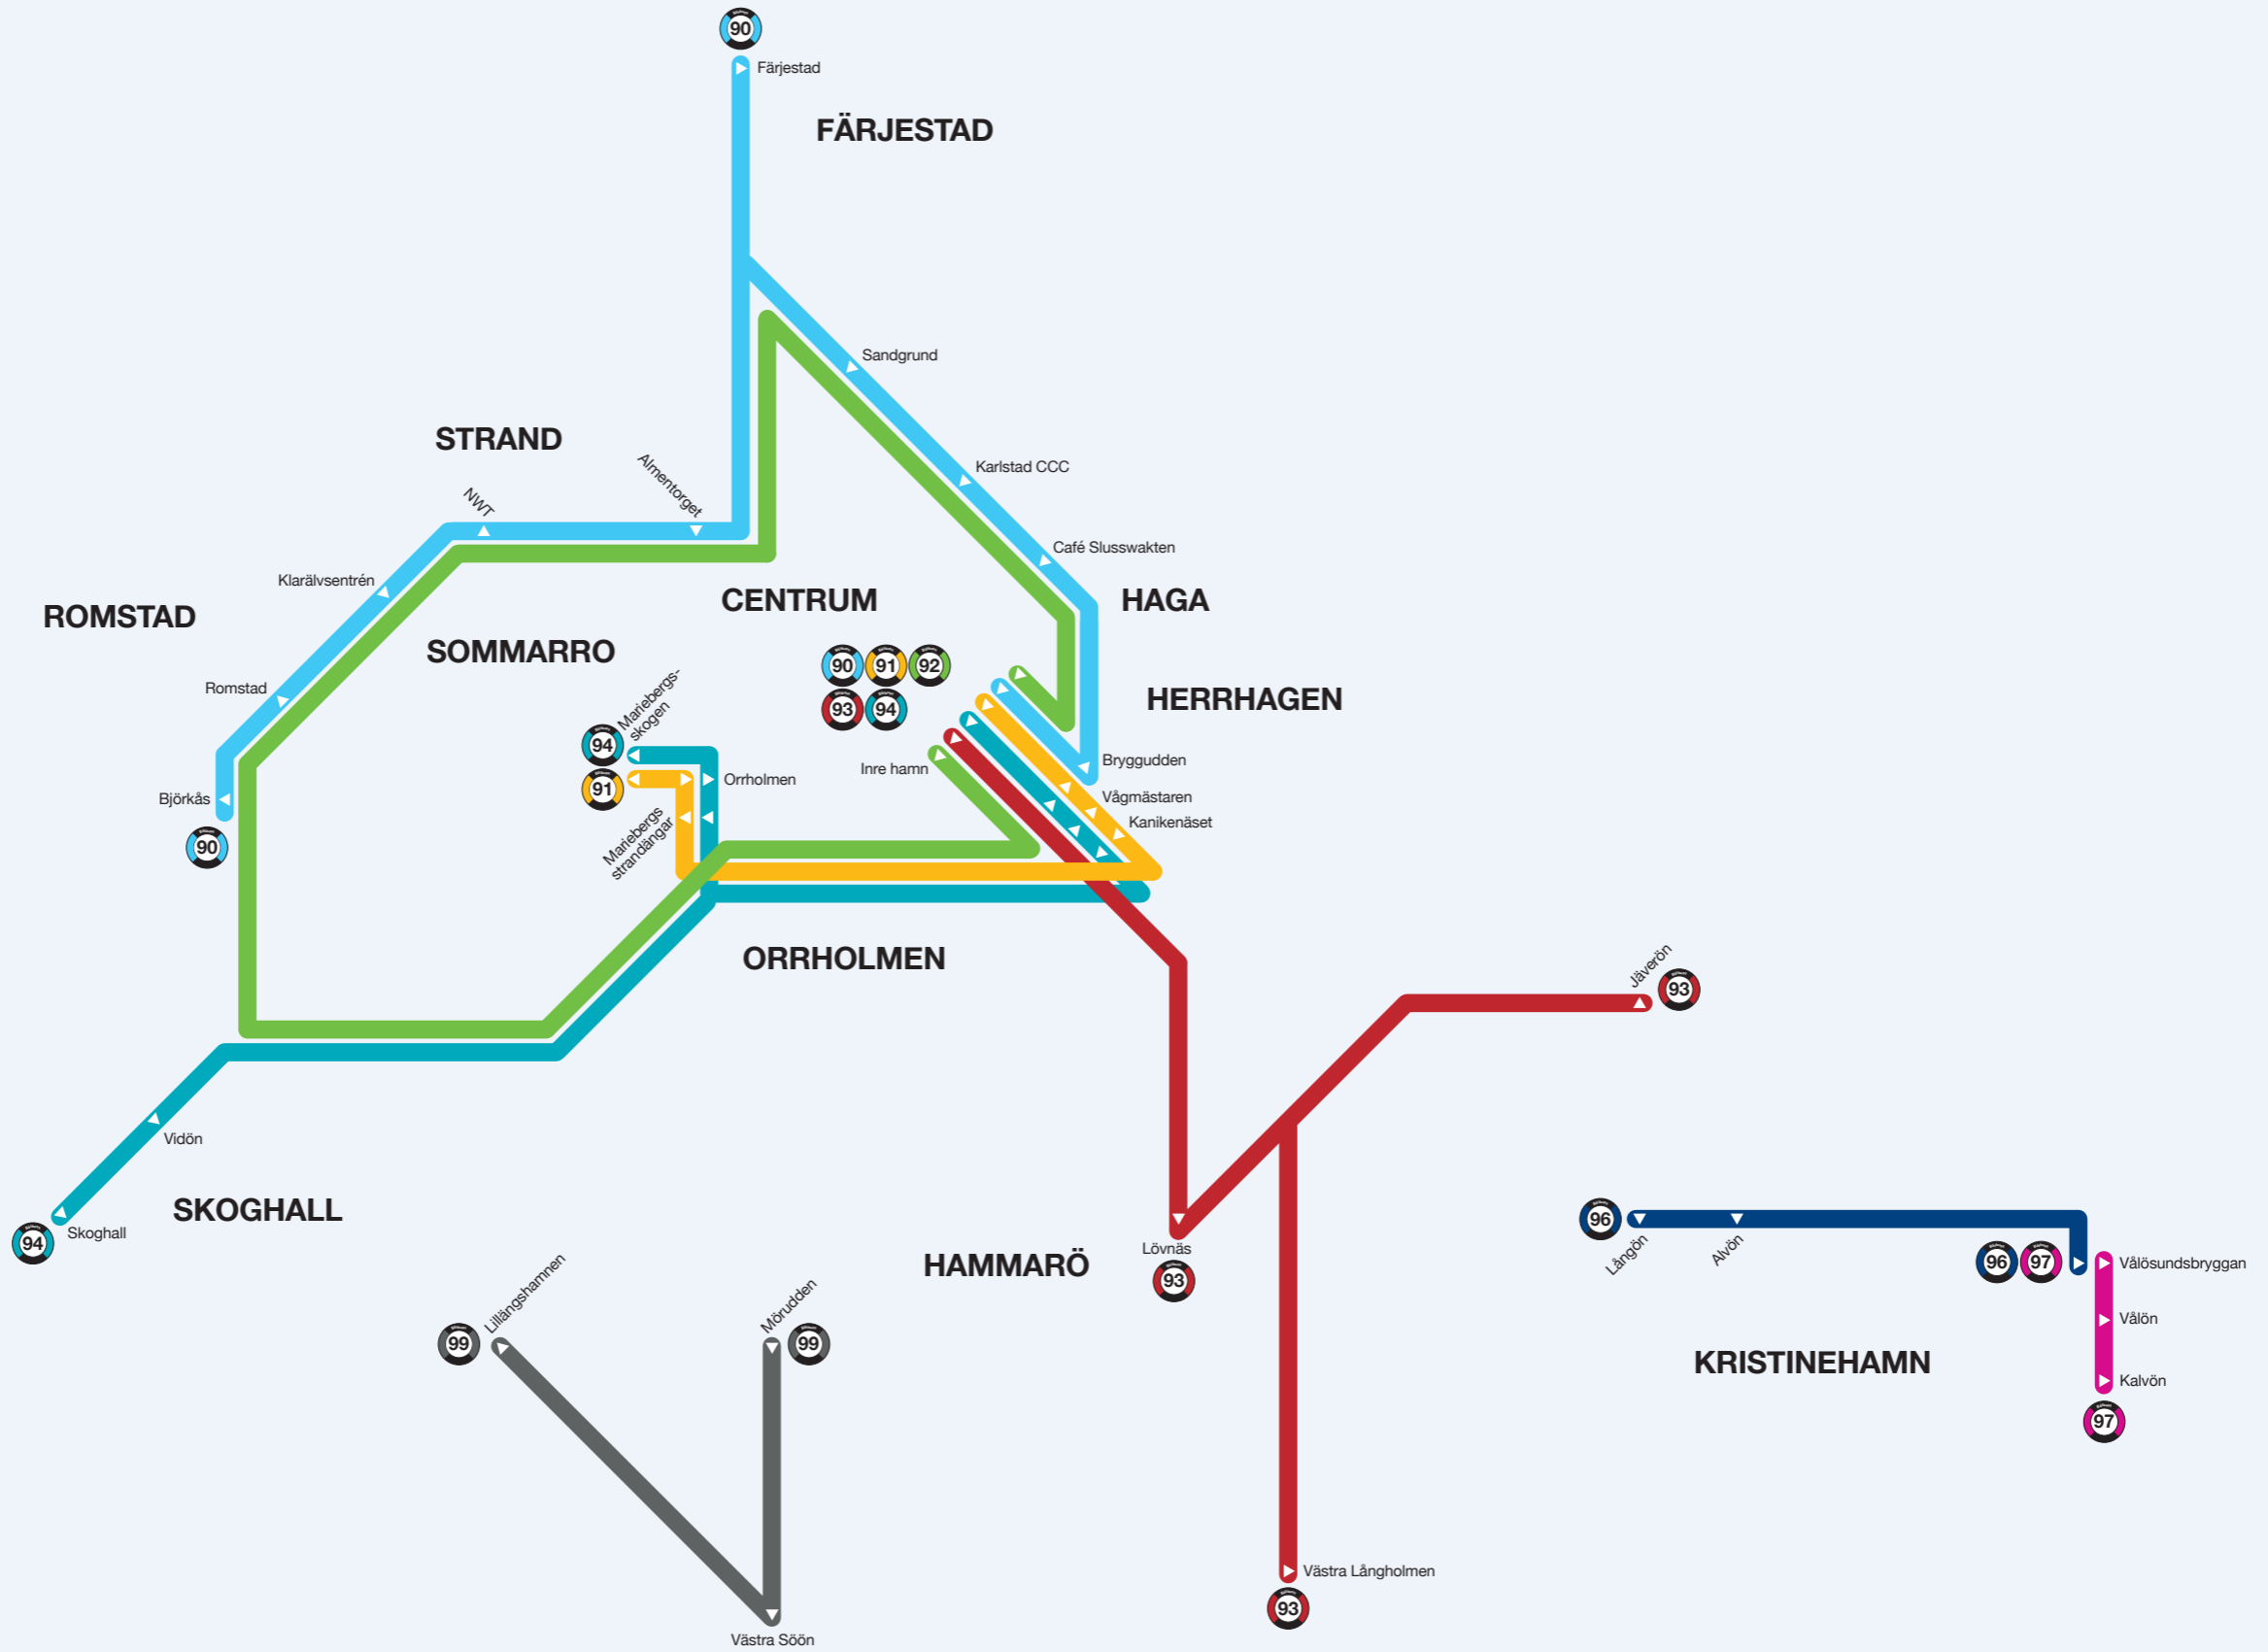 90
Färjestad
FÄRJESTAD
Sandgrund
STRAND
Almentorget
Karlstad CCC
NWT
Café Slusswakten
Klarälvsentrén
CENTRUM
HAGA
ROMSTAD
SOMMARRO
90
91
92
93
94
Romstad
HERRHAGEN
Mariebergs-
skogen
94
91
Orrholmen
Inre hamn
Bryggudden
Vågmästaren
Kanikenäset
Björkås
90
Mariebergs
strandängar
ORRHOLMEN
Jäverön
93
Vidön
SKOGHALL
Skoghall
94
Lövnäs
93
HAMMARÖ
96
Långön
Alvön
96
97
Vålösundsbryggan
Vålön
Kalvön
97
KRISTINEHAMN
Lillängshamnen
99
Mörudden
99
Västra Långholmen
93
Västra Söön